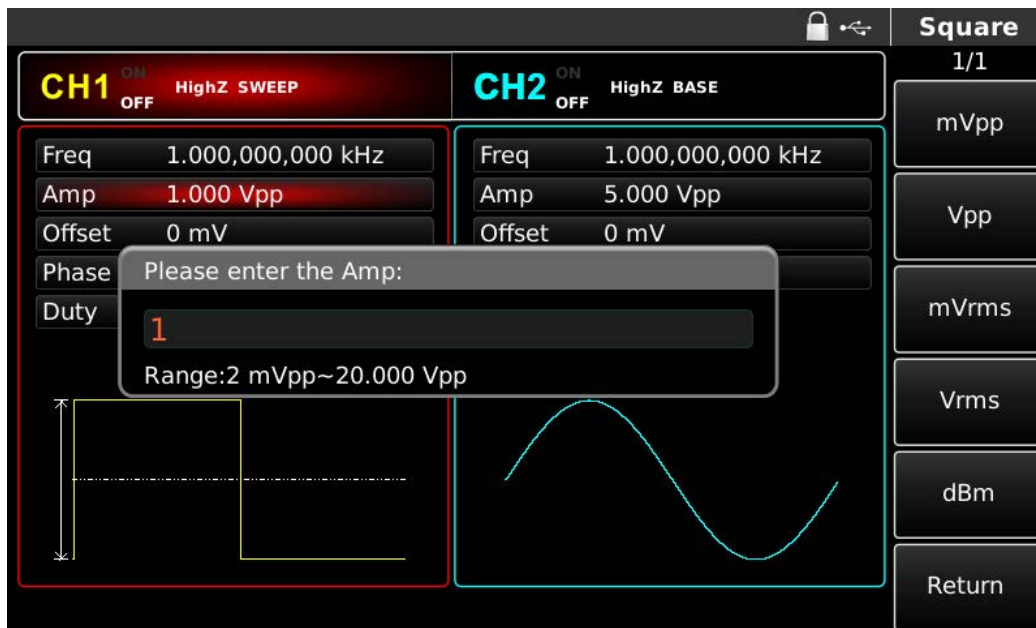 Square
1/1
CH1 ON OFF HighZ SWEEP
CH2 ON OFF HighZ BASE
Freq 1.000,000,000 kHz
Amp 1.000 Vpp
Offset 0 mV
Phase
Duty
Freq 1.000,000,000 kHz
Amp 5.000 Vpp
Offset 0 mV
Please enter the Amp:
1
Range:2 mVpp~20.000 Vpp
mVpp
Vpp
mVrms
Vrms
dBm
Return